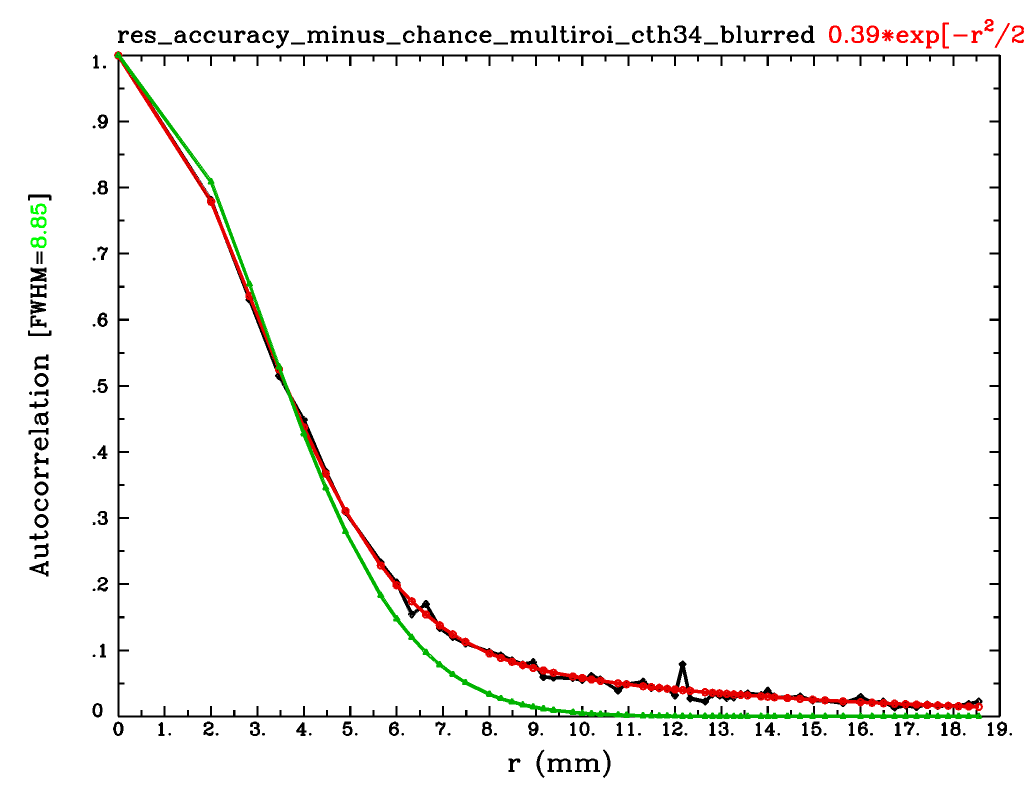 res_accuracy_minus_chance_multiroi_cth34_blurred 0.39*exp[-r²/2
Autocorrelation [FWHM=8.85]
1.
.9
.8
.7
.6
.5
.4
.3
.2
.1
0
0 1. 2. 3. 4. 5. 6. 7. 8. 9. 10. 11. 12. 13. 14. 15. 16. 17. 18. 19.
r (mm)